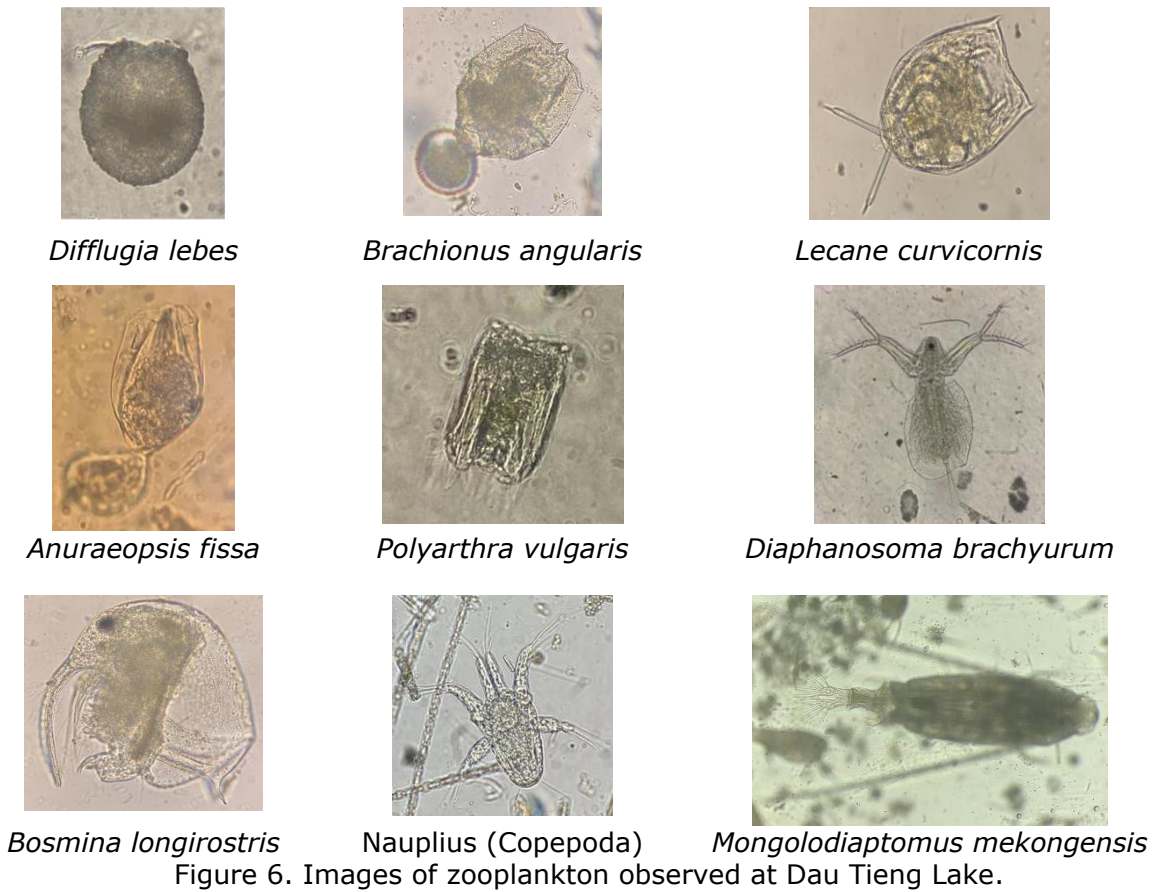 Difflugia lebes
Brachionus angularis
Lecane curvicornis
Anuraeopsis fissa
Polyarthra vulgaris
Diaphanosoma brachyurum
Bosmina longirostris
Nauplius (Copepoda)
Mongolodiaptomus mekongensis
Figure 6. Images of zooplankton observed at Dau Tieng Lake.